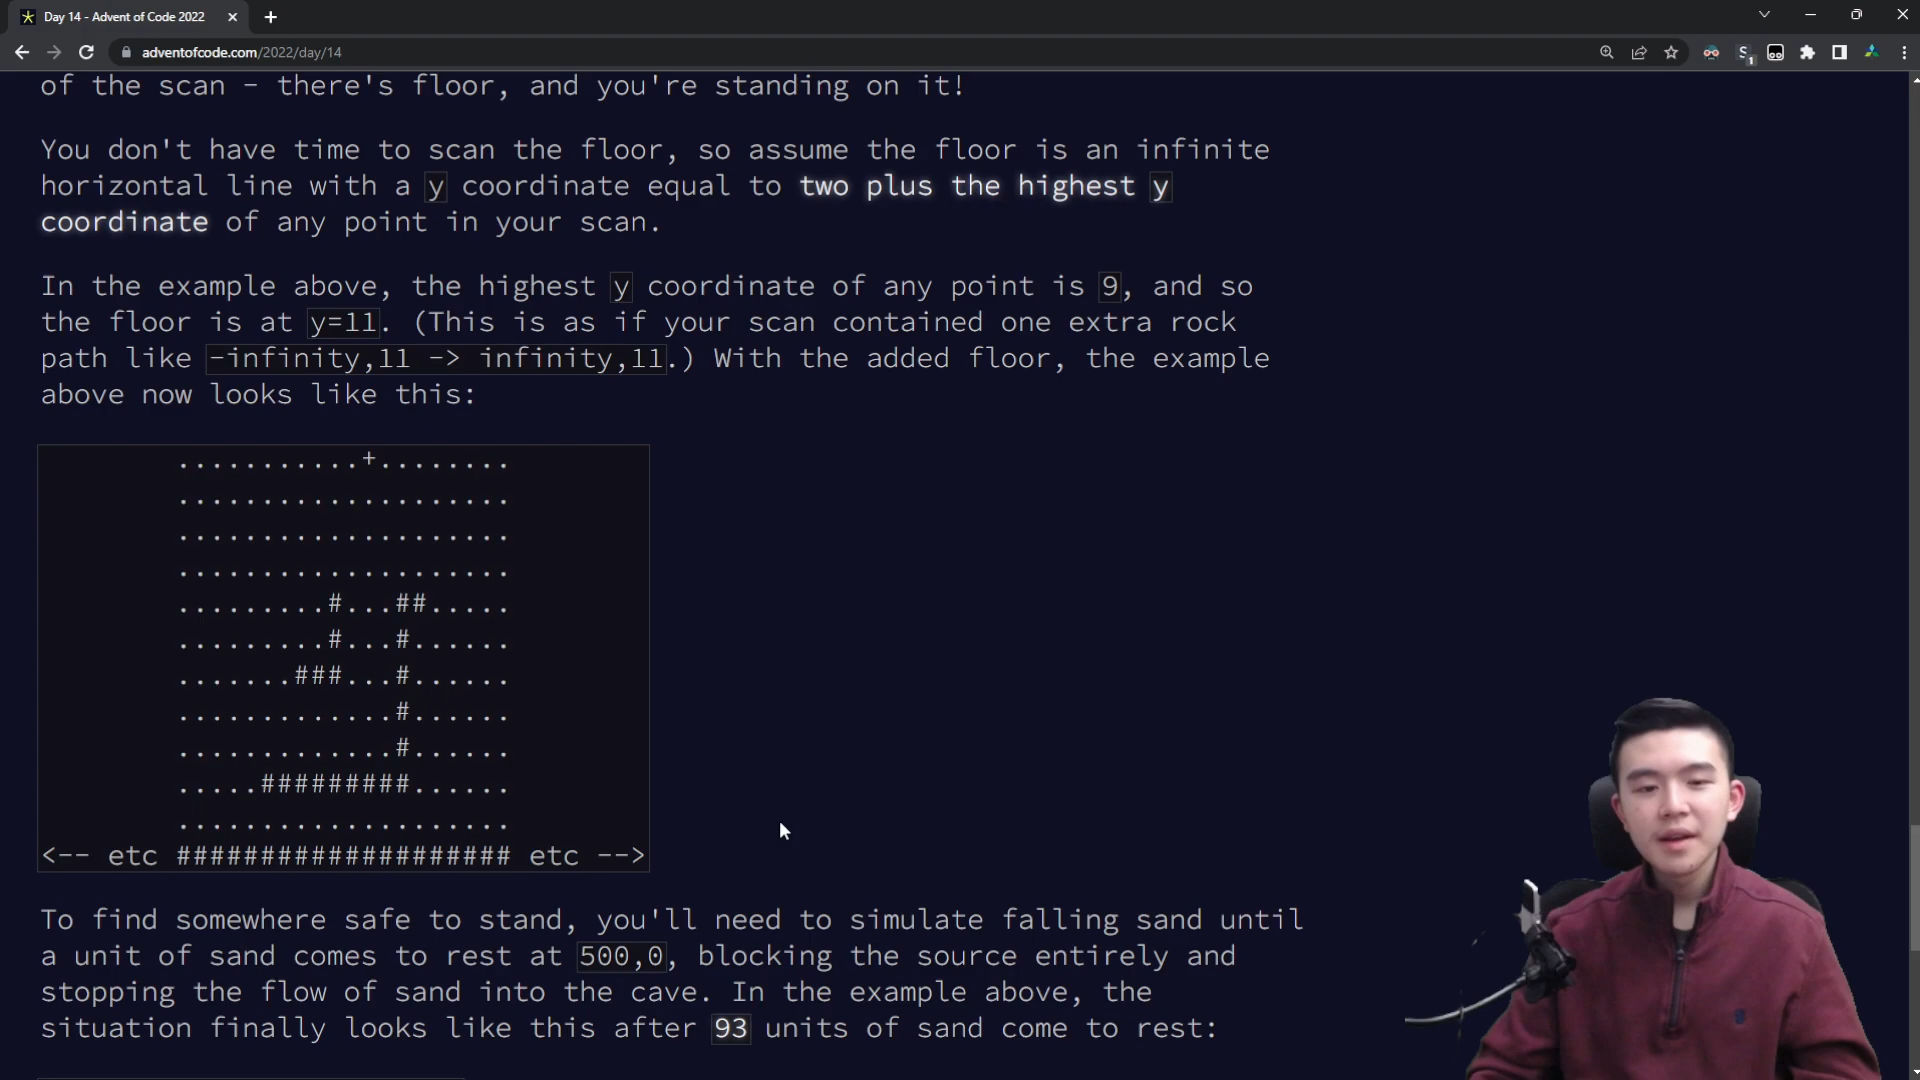 Day 14 - Advent of Code 2022
adventofcode.com/2022/day/14
of the scan - there's floor, and you're standing on it!
You don't have time to scan the floor, so assume the floor is an infinite
horizontal line with a y coordinate equal to two plus the highest y
coordinate of any point in your scan.
In the example above, the highest y coordinate of any point is 9, and so
the floor is at y=11. (This is as if your scan contained one extra rock
path like -infinity,11 -> infinity,11.) With the added floor, the example
above now looks like this:
...........+........
....................
....................
....................
.........#...##.....
.........#...#......
.......###...#......
.............#......
.............#......
.....#########......
....................
<-- etc #################### etc -->
To find somewhere safe to stand, you'll need to simulate falling sand until
a unit of sand comes to rest at 500,0, blocking the source entirely and
stopping the flow of sand into the cave. In the example above, the
situation finally looks like this after 93 units of sand come to rest: